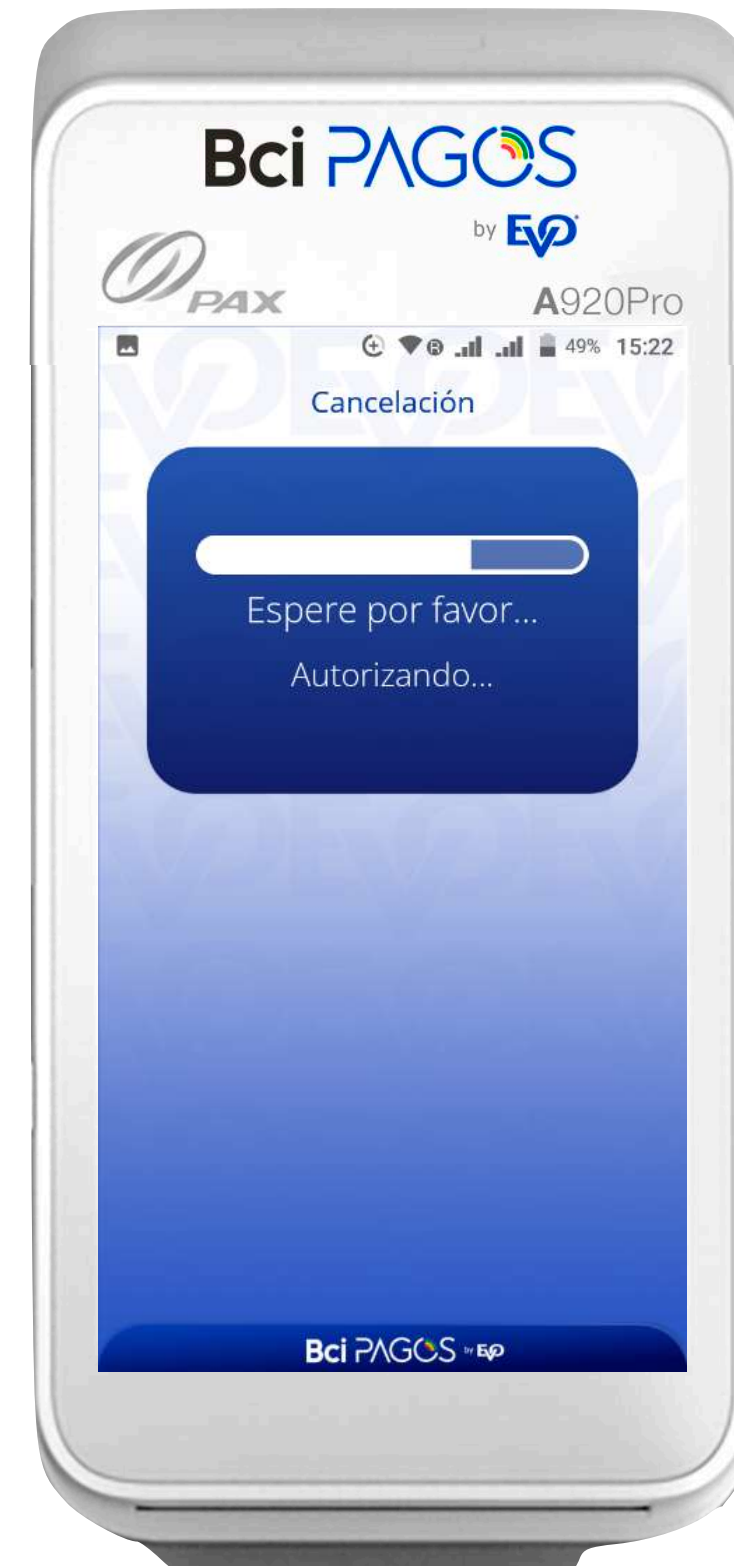 Bci PAGOS
by EVO
PAX
A920Pro
R 49% 15:22
Cancelación
Espere por favor...
Autorizando...
Bci PAGOS by EVO